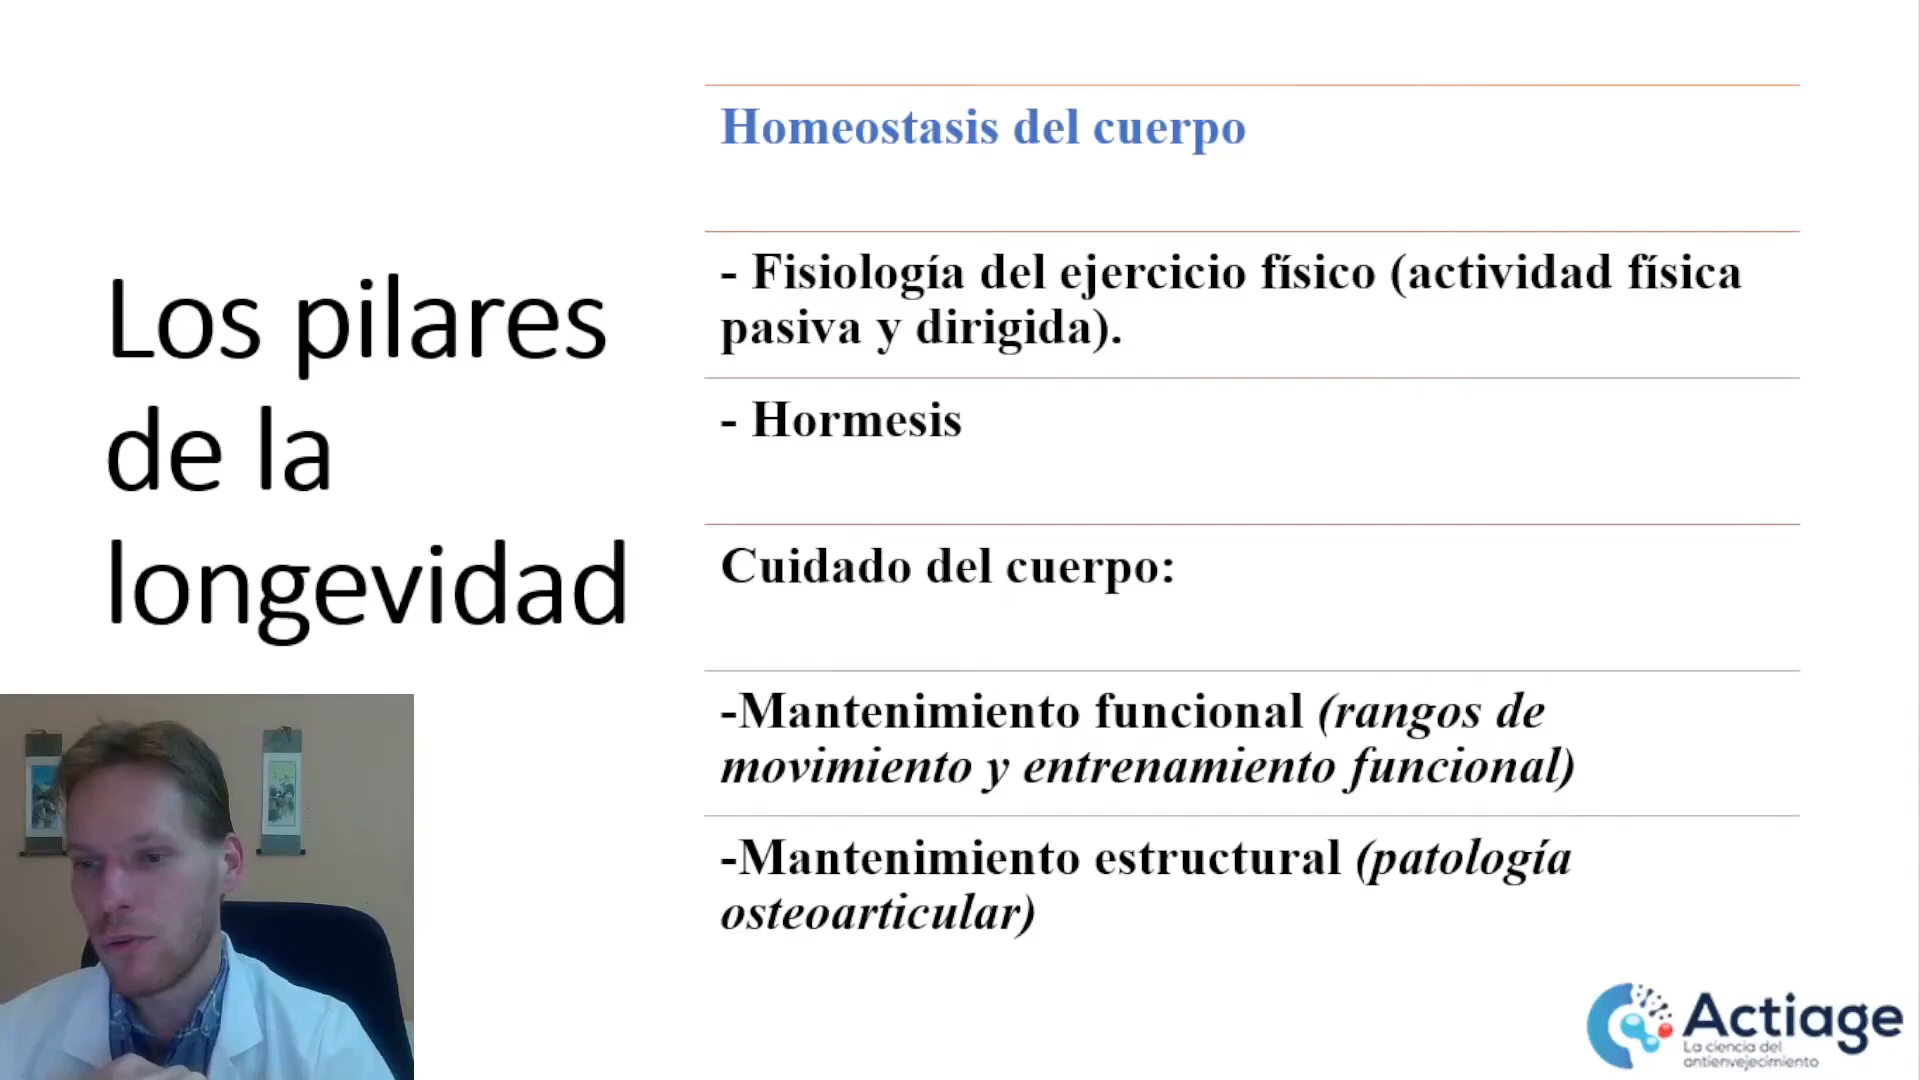 Los pilares
de la
longevidad
Homeostasis del cuerpo
- Fisiología del ejercicio físico (actividad física
pasiva y dirigida).
- Hormesis
Cuidado del cuerpo:
-Mantenimiento funcional (rangos de
movimiento y entrenamiento funcional)
-Mantenimiento estructural (patología
osteoarticular)
Actiage
La ciencia del
antienvejecimiento